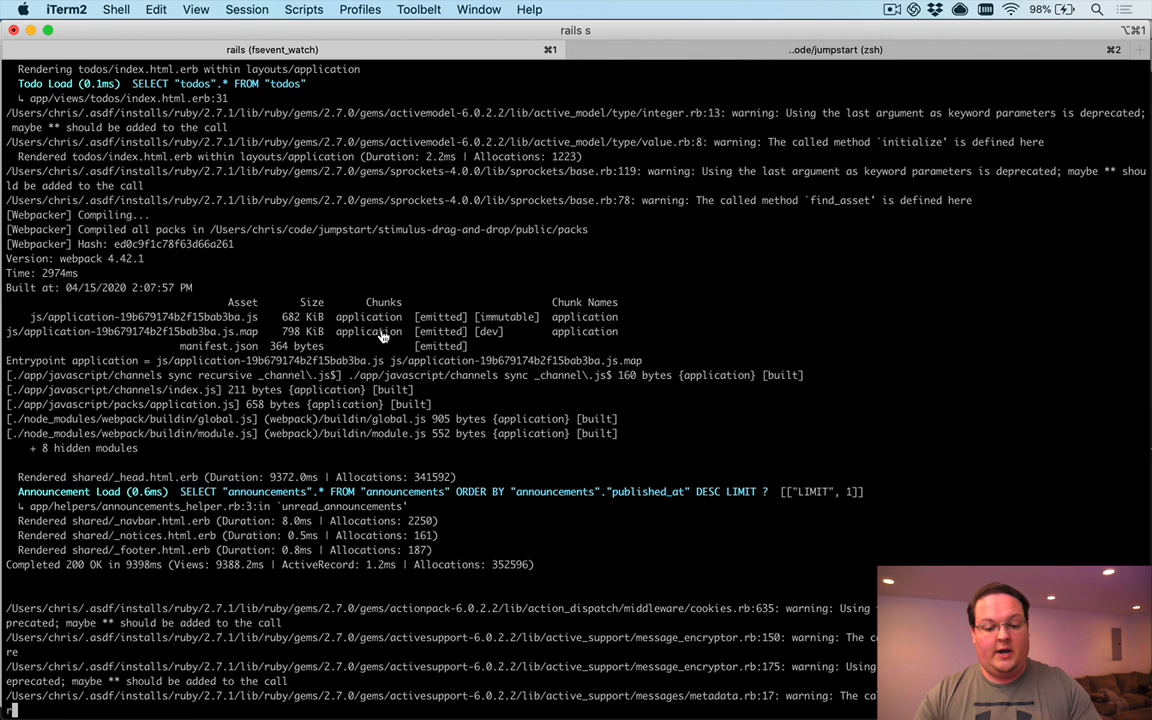 iTerm2 Shell Edit View Session Scripts Profiles Toolbelt Window Help 98%
rails s ⌥⌘1
rails (fsevent_watch) ⌘1 ..ode/jumpstart (zsh) ⌘2 +
Rendering todos/index.html.erb within layouts/application
Todo Load (0.1ms) SELECT "todos".* FROM "todos"
↳ app/views/todos/index.html.erb:31
/Users/chris/.asdf/installs/ruby/2.7.1/lib/ruby/gems/2.7.0/gems/activemodel-6.0.2.2/lib/active_model/type/integer.rb:13: warning: Using the last argument as keyword parameters is deprecated;
maybe ** should be added to the call
/Users/chris/.asdf/installs/ruby/2.7.1/lib/ruby/gems/2.7.0/gems/activemodel-6.0.2.2/lib/active_model/type/value.rb:8: warning: The called method `initialize' is defined here
Rendered todos/index.html.erb within layouts/application (Duration: 2.2ms | Allocations: 1223)
/Users/chris/.asdf/installs/ruby/2.7.1/lib/ruby/gems/2.7.0/gems/sprockets-4.0.0/lib/sprockets/base.rb:119: warning: Using the last argument as keyword parameters is deprecated; maybe ** shou
ld be added to the call
/Users/chris/.asdf/installs/ruby/2.7.1/lib/ruby/gems/2.7.0/gems/sprockets-4.0.0/lib/sprockets/base.rb:78: warning: The called method `find_asset' is defined here
[Webpacker] Compiling...
[Webpacker] Compiled all packs in /Users/chris/code/jumpstart/stimulus-drag-and-drop/public/packs
[Webpacker] Hash: ed0c9f1c78f63d66a261
Version: webpack 4.42.1
Time: 2974ms
Built at: 04/15/2020 2:07:57 PM
Asset Size Chunks Chunk Names
js/application-19b679174b2f15bab3ba.js 682 KiB application [emitted] [immutable] application
js/application-19b679174b2f15bab3ba.js.map 798 KiB application [emitted] [dev] application
manifest.json 364 bytes [emitted]
Entrypoint application = js/application-19b679174b2f15bab3ba.js js/application-19b679174b2f15bab3ba.js.map
[./app/javascript/channels sync recursive _channel\.js$] ./app/javascript/channels sync _channel\.js$ 160 bytes {application} [built]
[./app/javascript/channels/index.js] 211 bytes {application} [built]
[./app/javascript/packs/application.js] 658 bytes {application} [built]
[./node_modules/webpack/buildin/global.js] (webpack)/buildin/global.js 905 bytes {application} [built]
[./node_modules/webpack/buildin/module.js] (webpack)/buildin/module.js 552 bytes {application} [built]
+ 8 hidden modules
Rendered shared/_head.html.erb (Duration: 9372.0ms | Allocations: 341592)
Announcement Load (0.6ms) SELECT "announcements".* FROM "announcements" ORDER BY "announcements"."published_at" DESC LIMIT ? [["LIMIT", 1]]
↳ app/helpers/announcements_helper.rb:3:in `unread_announcements'
Rendered shared/_navbar.html.erb (Duration: 8.0ms | Allocations: 2250)
Rendered shared/_notices.html.erb (Duration: 0.5ms | Allocations: 161)
Rendered shared/_footer.html.erb (Duration: 0.8ms | Allocations: 187)
Completed 200 OK in 9398ms (Views: 9388.2ms | ActiveRecord: 1.2ms | Allocations: 352596)
/Users/chris/.asdf/installs/ruby/2.7.1/lib/ruby/gems/2.7.0/gems/actionpack-6.0.2.2/lib/action_dispatch/middleware/cookies.rb:635: warning: Using
precated; maybe ** should be added to the call
/Users/chris/.asdf/installs/ruby/2.7.1/lib/ruby/gems/2.7.0/gems/activesupport-6.0.2.2/lib/active_support/message_encryptor.rb:150: warning: The c
re
/Users/chris/.asdf/installs/ruby/2.7.1/lib/ruby/gems/2.7.0/gems/activesupport-6.0.2.2/lib/active_support/message_encryptor.rb:175: warning: Using
eprecated; maybe ** should be added to the call
/Users/chris/.asdf/installs/ruby/2.7.1/lib/ruby/gems/2.7.0/gems/activesupport-6.0.2.2/lib/active_support/messages/metadata.rb:17: warning: The cal
r